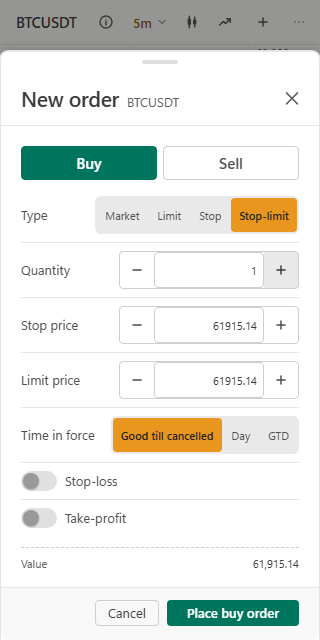 BTCUSDT 5m
New order BTCUSDT
Buy Sell
Type Market Limit Stop Stop-limit
Quantity − 1 +
Stop price − 61915.14 +
Limit price − 61915.14 +
Time in force Good till cancelled Day GTD
Stop-loss
Take-profit
Value 61,915.14
Cancel Place buy order